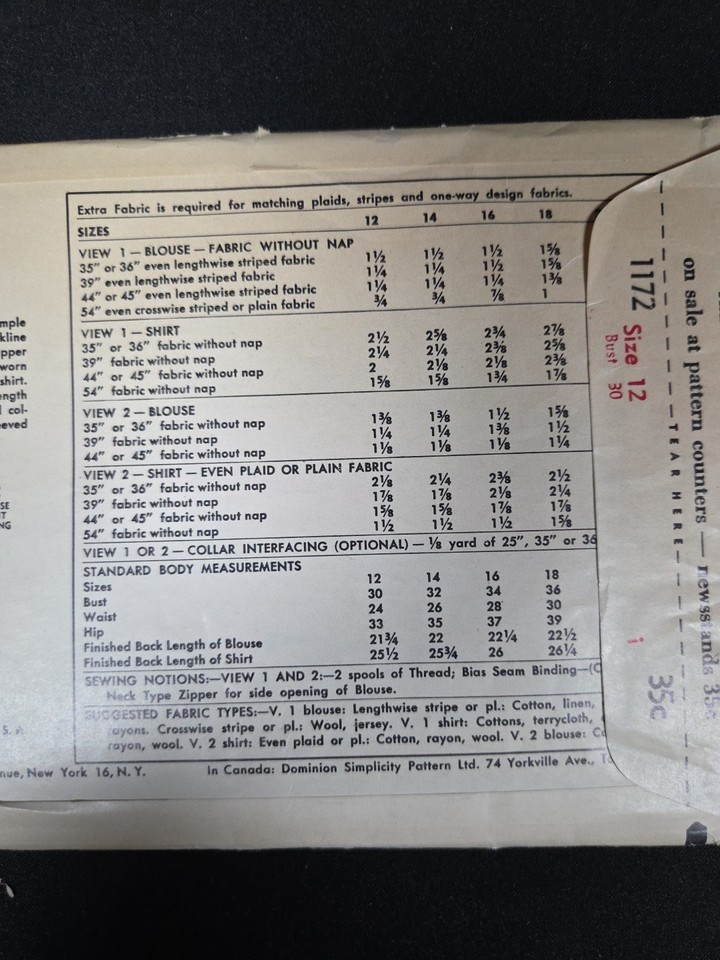 Extra Fabric is required for matching plaids, stripes and one-way design fabrics.
SIZES 12 14 16 18
VIEW 1 — BLOUSE — FABRIC WITHOUT NAP
35" or 36" even lengthwise striped fabric 1½ 1½ 1½ 1⅝
39" even lengthwise striped fabric 1¼ 1¼ 1½ 1⅝
44" or 45" even lengthwise striped fabric 1¼ 1¼ 1¼ 1⅜
54" even crosswise striped or plain fabric ¾ ¾ ⅞ 1
VIEW 1 — SHIRT
35" or 36" fabric without nap 2½ 2⅝ 2¾ 2⅞
39" fabric without nap 2¼ 2¼ 2⅜ 2⅝
44" or 45" fabric without nap 2 2⅛ 2⅛ 2⅜
54" fabric without nap 1⅝ 1⅝ 1¾ 1⅞
VIEW 2 — BLOUSE
35" or 36" fabric without nap 1⅜ 1⅜ 1½ 1⅝
39" fabric without nap 1¼ 1¼ 1⅜ 1½
44" or 45" fabric without nap 1⅛ 1⅛ 1⅛ 1¼
VIEW 2 — SHIRT — EVEN PLAID OR PLAIN FABRIC
35" or 36" fabric without nap 2⅛ 2¼ 2⅜ 2½
39" fabric without nap 1⅞ 1⅞ 2⅛ 2¼
44" or 45" fabric without nap 1⅝ 1⅝ 1⅞ 1⅞
54" fabric without nap 1½ 1½ 1½ 1⅝
VIEW 1 OR 2 — COLLAR INTERFACING (OPTIONAL) — ⅛ yard of 25", 35" or 36
STANDARD BODY MEASUREMENTS
Sizes 12 14 16 18
Bust 30 32 34 36
Waist 24 26 28 30
Hip 33 35 37 39
Finished Back Length of Blouse 21¾ 22 22¼ 22½
Finished Back Length of Shirt 25½ 25¾ 26 26¼
SEWING NOTIONS:—VIEW 1 AND 2:—2 spools of Thread; Bias Seam Binding—(C
Neck Type Zipper for side opening of Blouse.
SUGGESTED FABRIC TYPES:—V. 1 blouse: Lengthwise stripe or pl.: Cotton, linen,
rayons. Crosswise stripe or pl.: Wool, jersey. V. 1 shirt: Cottons, terrycloth,
rayon, wool. V. 2 shirt: Even plaid or pl.: Cotton, rayon, wool. V. 2 blouse: C
nue, New York 16, N. Y. In Canada: Dominion Simplicity Pattern Ltd. 74 Yorkville Ave., T
mple
kline
pper
worn
shirt.
ength
col-
eeved
SE
T
NG
S. A.
1172
Size 12
Bust 30
1
35c
TEAR HERE
on sale at pattern counters — newsstands 35c